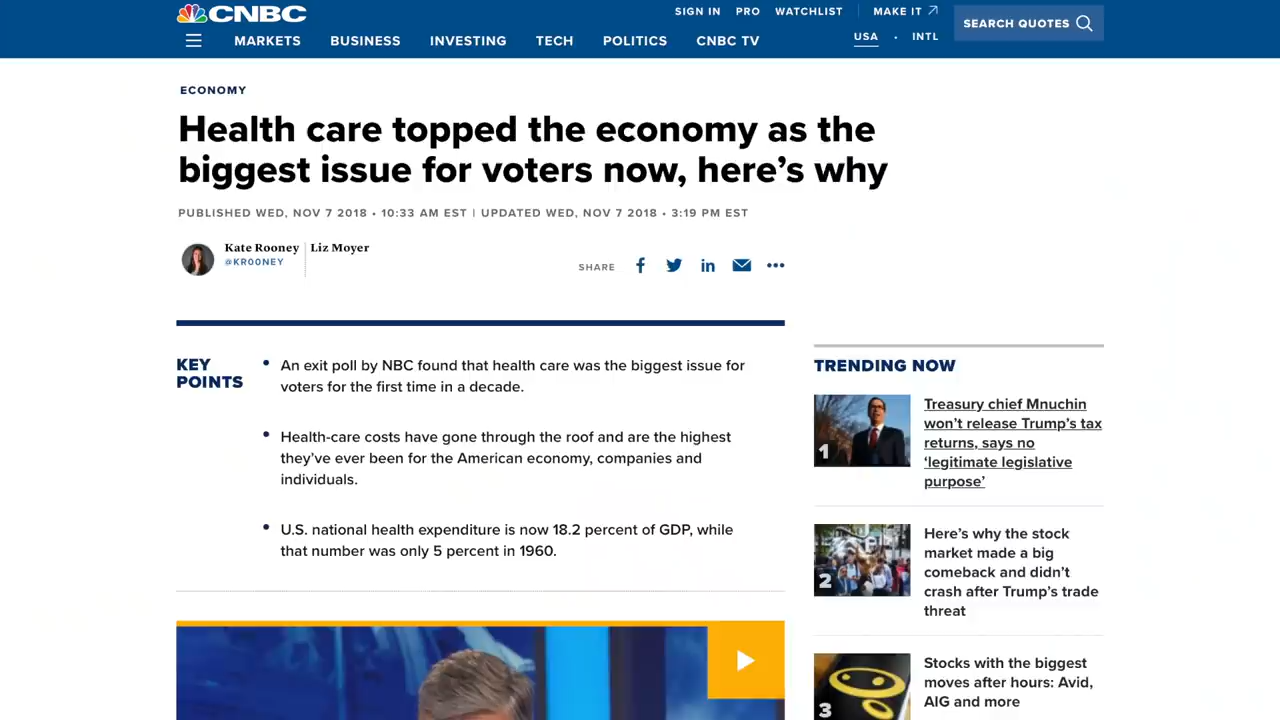 CNBC
SIGN IN PRO WATCHLIST MAKE IT
SEARCH QUOTES
MARKETS BUSINESS INVESTING TECH POLITICS CNBC TV
USA • INTL
ECONOMY
Health care topped the economy as the
biggest issue for voters now, here’s why
PUBLISHED WED, NOV 7 2018 • 10:33 AM EST | UPDATED WED, NOV 7 2018 • 3:19 PM EST
Kate Rooney
@KR00NEY
Liz Moyer
SHARE
KEY
POINTS
• An exit poll by NBC found that health care was the biggest issue for
voters for the first time in a decade.
• Health-care costs have gone through the roof and are the highest
they’ve ever been for the American economy, companies and
individuals.
• U.S. national health expenditure is now 18.2 percent of GDP, while
that number was only 5 percent in 1960.
TRENDING NOW
1
Treasury chief Mnuchin
won’t release Trump’s tax
returns, says no
‘legitimate legislative
purpose’
2
Here’s why the stock
market made a big
comeback and didn’t
crash after Trump’s trade
threat
3
Stocks with the biggest
moves after hours: Avid,
AIG and more